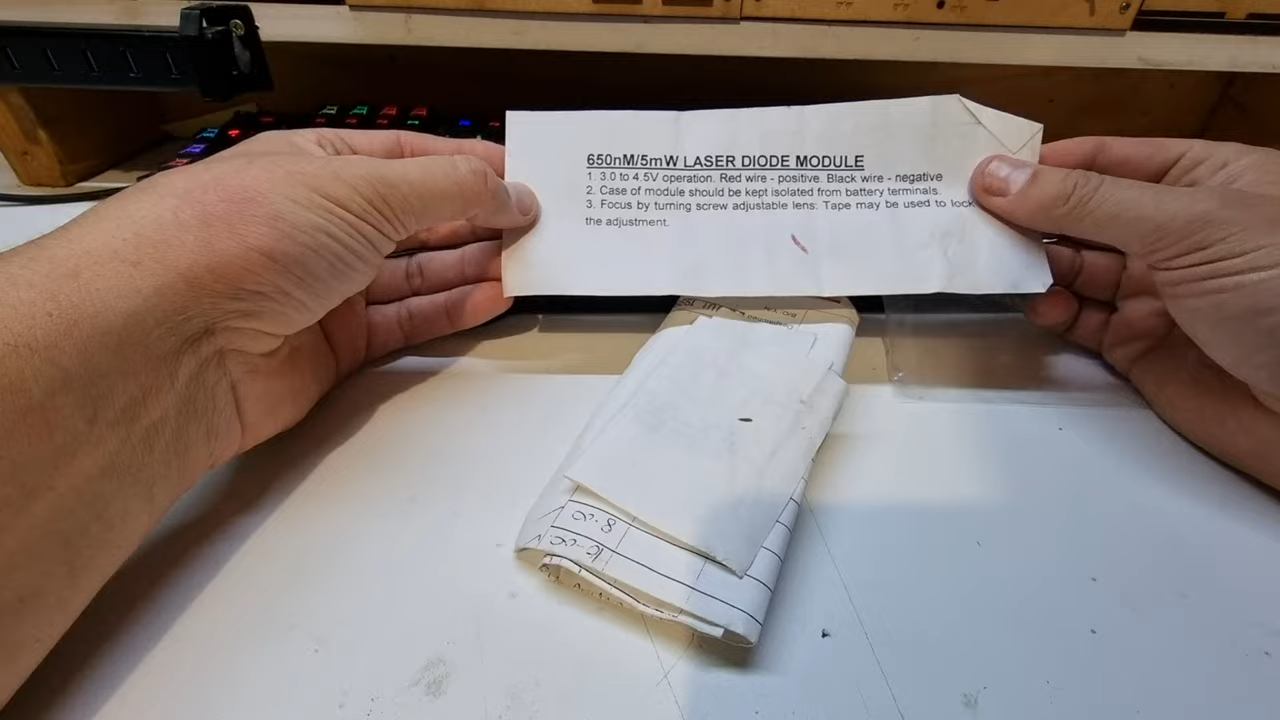 650nM/5mW LASER DIODE MODULE
1. 3.0 to 4.5V operation. Red wire - positive. Black wire - negative
2. Case of module should be kept isolated from battery terminals.
3. Focus by turning screw adjustable lens. Tape may be used to lock
the adjustment.
8.00